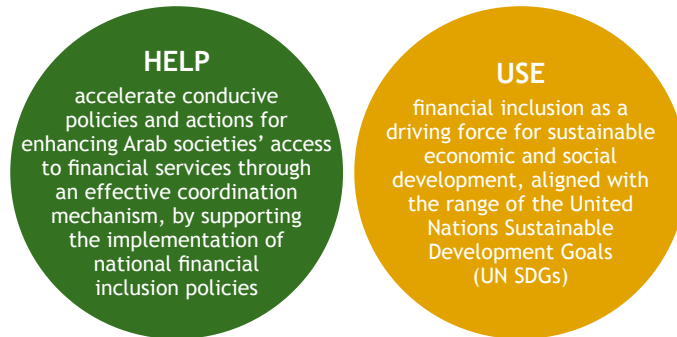 HELP
accelerate conducive
policies and actions for
enhancing Arab societies’ access
to financial services through
an effective coordination
mechanism, by supporting
the implementation of
national financial
inclusion policies
USE
financial inclusion as a
driving force for sustainable
economic and social
development, aligned with
the range of the United
Nations Sustainable
Development Goals
(UN SDGs)